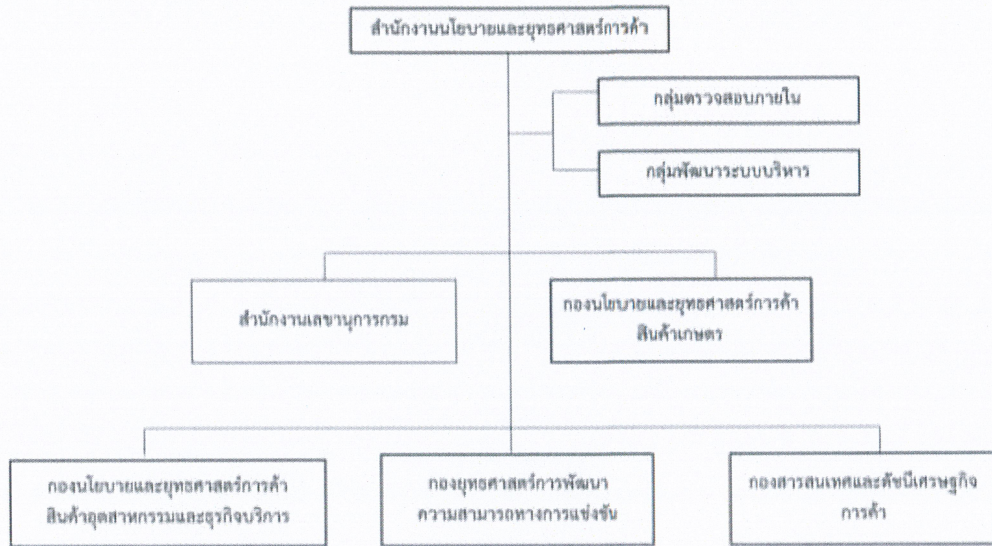 สำนักงานนโยบายและยุทธศาสตร์การค้า
กลุ่มตรวจสอบภายใน
กลุ่มพัฒนาระบบบริหาร
สำนักงานเลขานุการกรม
กองนโยบายและยุทธศาสตร์การค้า
สินค้าเกษตร
กองนโยบายและยุทธศาสตร์การค้า
สินค้าอุตสาหกรรมและธุรกิจบริการ
กองยุทธศาสตร์การพัฒนา
ความสามารถทางการแข่งขัน
กองสารสนเทศและดัชนีเศรษฐกิจ
การค้า